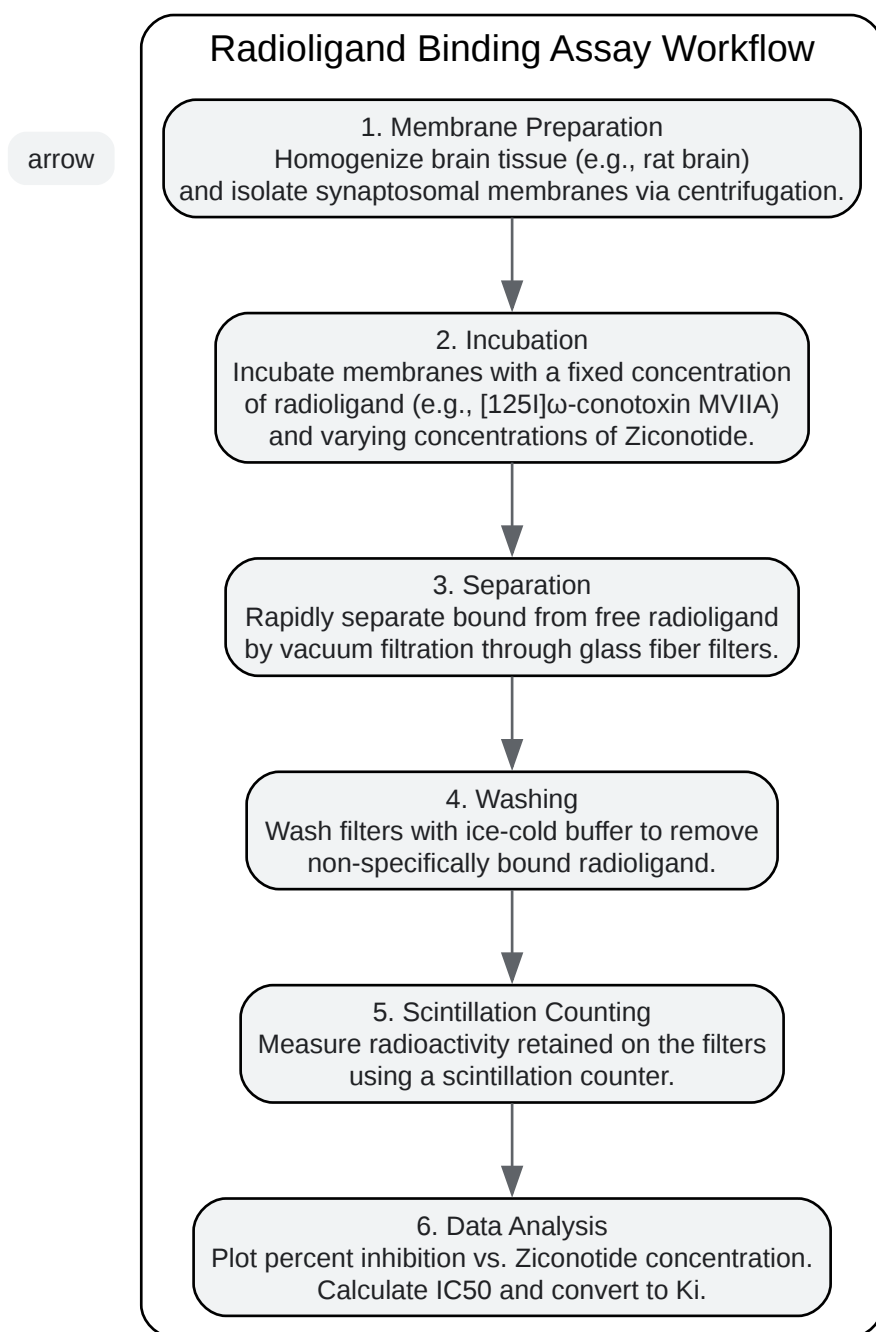 Radioligand Binding Assay Workflow
arrow
1. Membrane Preparation
Homogenize brain tissue (e.g., rat brain)
and isolate synaptosomal membranes via centrifugation.
2. Incubation
Incubate membranes with a fixed concentration
of radioligand (e.g., [125I]ω-conotoxin MVIIA)
and varying concentrations of Ziconotide.
3. Separation
Rapidly separate bound from free radioligand
by vacuum filtration through glass fiber filters.
4. Washing
Wash filters with ice-cold buffer to remove
non-specifically bound radioligand.
5. Scintillation Counting
Measure radioactivity retained on the filters
using a scintillation counter.
6. Data Analysis
Plot percent inhibition vs. Ziconotide concentration.
Calculate IC50 and convert to Ki.